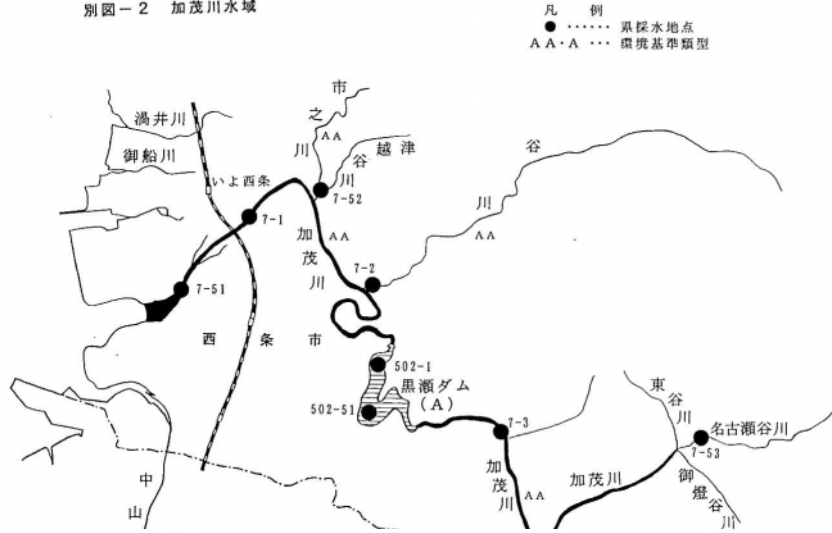 別図－2　加茂川水域
凡　例
● ‥‥‥ 県採水地点
AA・A ‥‥ 環境基準類型
渦井川
御船川
いよ西条
市之川
AA
越津谷川
谷川
AA
7-52
7-1
加茂川
AA
7-2
7-51
西条市
502-1
黒瀬ダム
(A)
502-51
7-3
東谷川
名古瀬谷川
7-53
加茂川
AA
加茂川
御燈谷川
中山